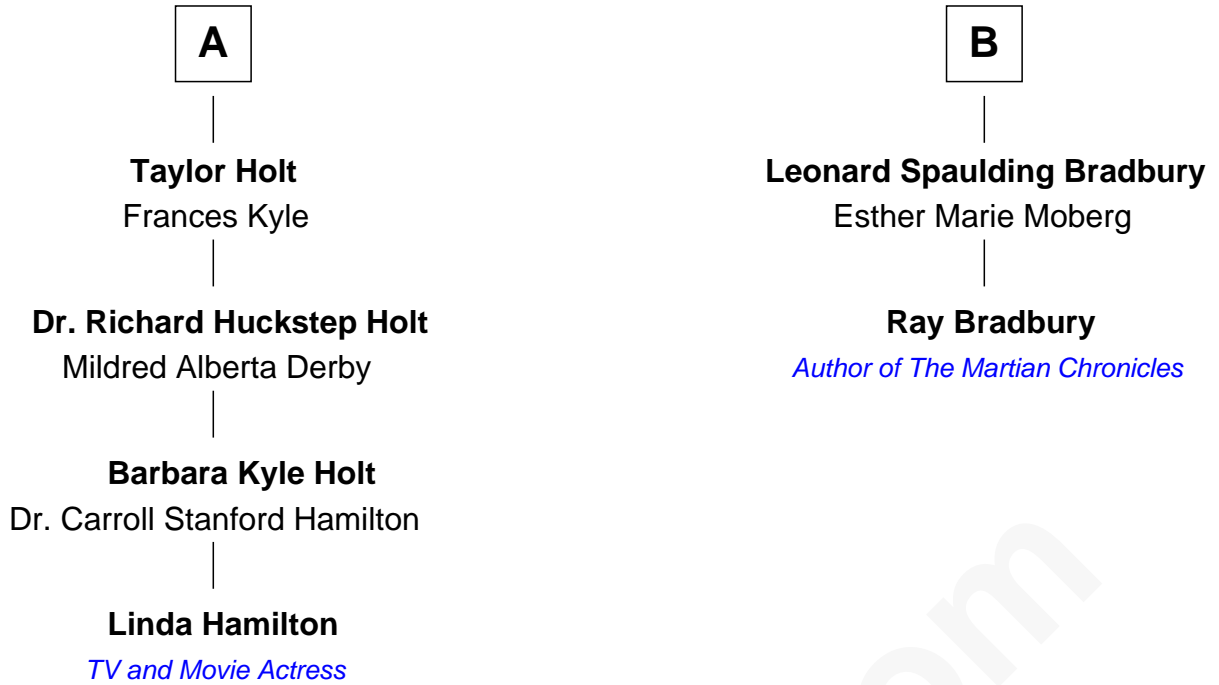 A
Taylor Holt
Frances Kyle
Dr. Richard Huckstep Holt
Mildred Alberta Derby
Barbara Kyle Holt
Dr. Carroll Stanford Hamilton
Linda Hamilton
TV and Movie Actress
B
Leonard Spaulding Bradbury
Esther Marie Moberg
Ray Bradbury
Author of The Martian Chronicles
om